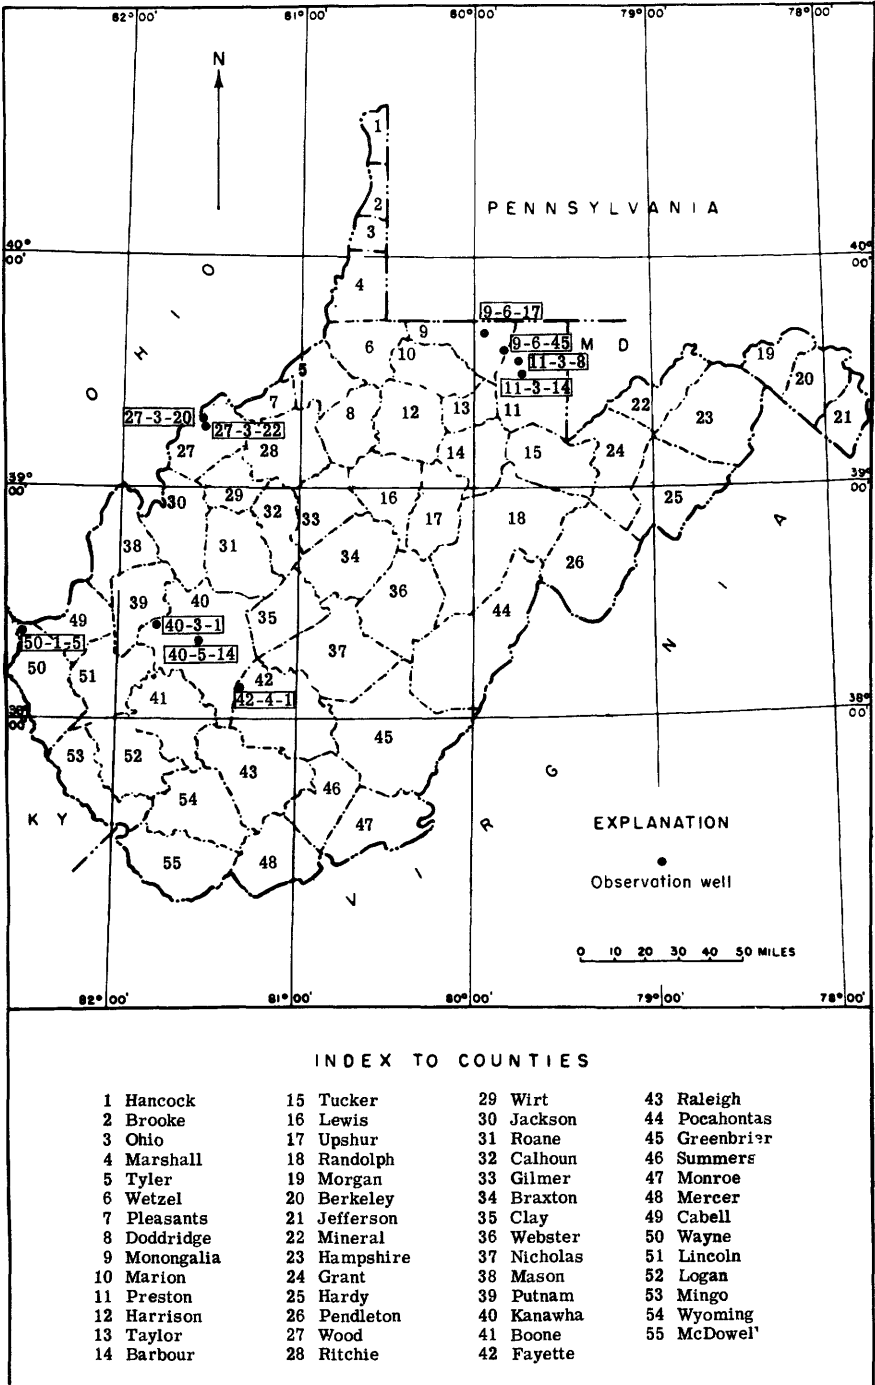 82°00' 81°00' 80°00' 79°00' 78°00'
N
1
PENNSYLVANIA
2
3
40° 00' 40° 00'
4
OHIO
9-6-17
9
MD
6
10
9-6-45
11-3-8
11-3-14
19
20
5
7
27-3-20
27-3-22
8
12
13
11
22
23
21
27
28
14
15
24
39° 00' 39° 00'
29
30
32
33
16
17
18
25
38
31
34
26
39
40
36
44
49
35
40-3-1
50-1-5
40-5-14
37
50
51
42
41
42-4-1
38° 00' 38° 00'
45
53
52
43
46
54
47
KY
55
48
VIRGINIA
EXPLANATION
Observation well
0 10 20 30 40 50 MILES
82°00' 81°00' 80°00' 79°00' 78°00'
INDEX TO COUNTIES
1 Hancock
2 Brooke
3 Ohio
4 Marshall
5 Tyler
6 Wetzel
7 Pleasants
8 Doddridge
9 Monongalia
10 Marion
11 Preston
12 Harrison
13 Taylor
14 Barbour
15 Tucker
16 Lewis
17 Upshur
18 Randolph
19 Morgan
20 Berkeley
21 Jefferson
22 Mineral
23 Hampshire
24 Grant
25 Hardy
26 Pendleton
27 Wood
28 Ritchie
29 Wirt
30 Jackson
31 Roane
32 Calhoun
33 Gilmer
34 Braxton
35 Clay
36 Webster
37 Nicholas
38 Mason
39 Putnam
40 Kanawha
41 Boone
42 Fayette
43 Raleigh
44 Pocahontas
45 Greenbrier
46 Summers
47 Monroe
48 Mercer
49 Cabell
50 Wayne
51 Lincoln
52 Logan
53 Mingo
54 Wyoming
55 McDowell